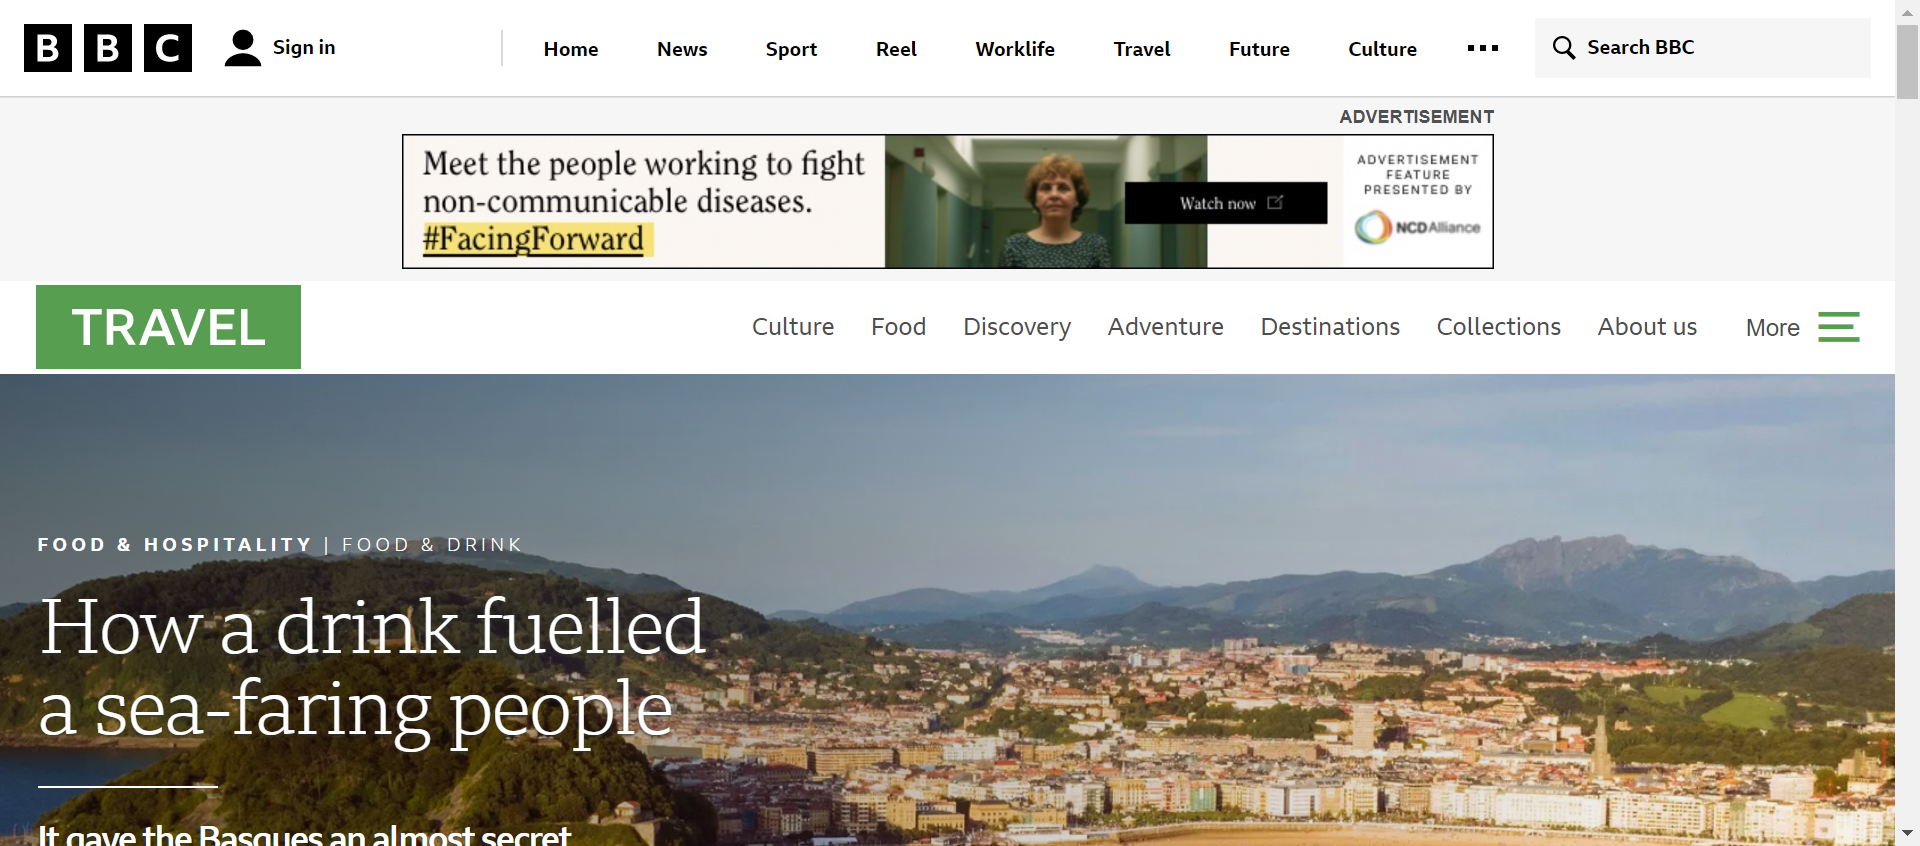 BBC
Sign in
Home
News
Sport
Reel
Worklife
Travel
Future
Culture
Search BBC
ADVERTISEMENT
Meet the people working to fight
non-communicable diseases.
#FacingForward
Watch now
ADVERTISEMENT
FEATURE
PRESENTED BY
NCDAlliance
TRAVEL
Culture
Food
Discovery
Adventure
Destinations
Collections
About us
More
FOOD & HOSPITALITY | FOOD & DRINK
How a drink fuelled
a sea-faring people
It gave the Basques an almost secret